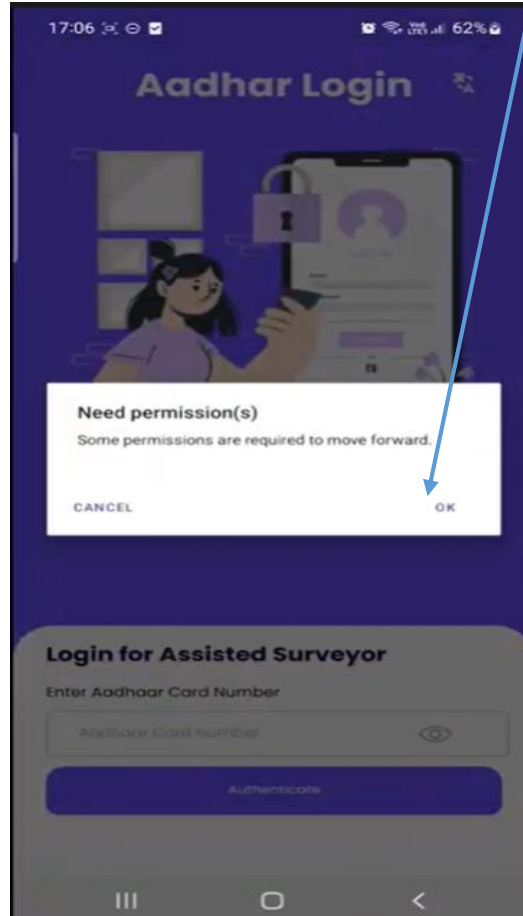 17:06
62%
Aadhar Login
Need permission(s)
Some permissions are required to move forward.
CANCEL OK
Login for Assisted Surveyor
Enter Aadhaar Card Number
Aadhaar Card Number
Authenticate